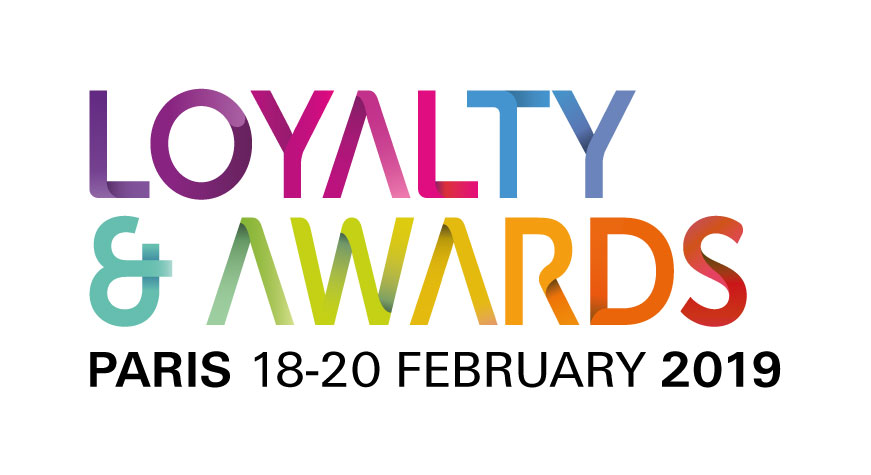 LOYALTY
& AWARDS
PARIS 18-20 FEBRUARY 2019